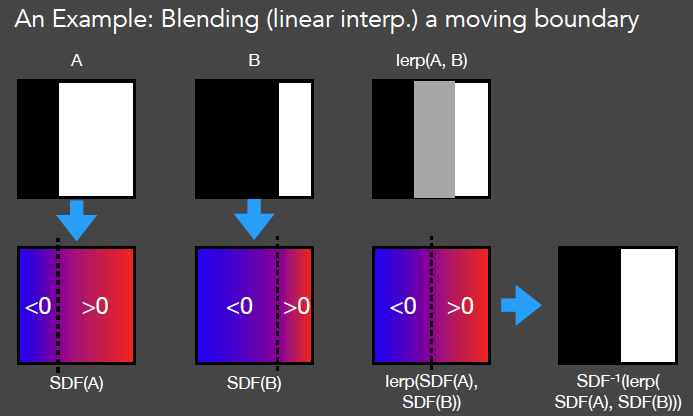 An Example: Blending (linear interp.) a moving boundary
A
B
lerp(A, B)
<0
>0
<0
>0
<0
>0
SDF(A)
SDF(B)
lerp(SDF(A),
SDF(B))
SDF⁻¹(lerp(
SDF(A), SDF(B)))